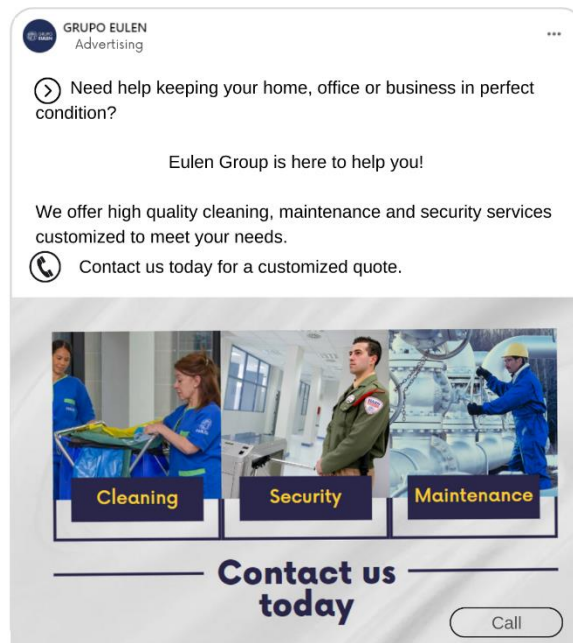 GRUPO EULEN
GRUPO EULEN
Advertising
Need help keeping your home, office or business in perfect
condition?
Eulen Group is here to help you!
We offer high quality cleaning, maintenance and security services
customized to meet your needs.
Contact us today for a customized quote.
Cleaning
Security
Maintenance
Contact us
today
Call